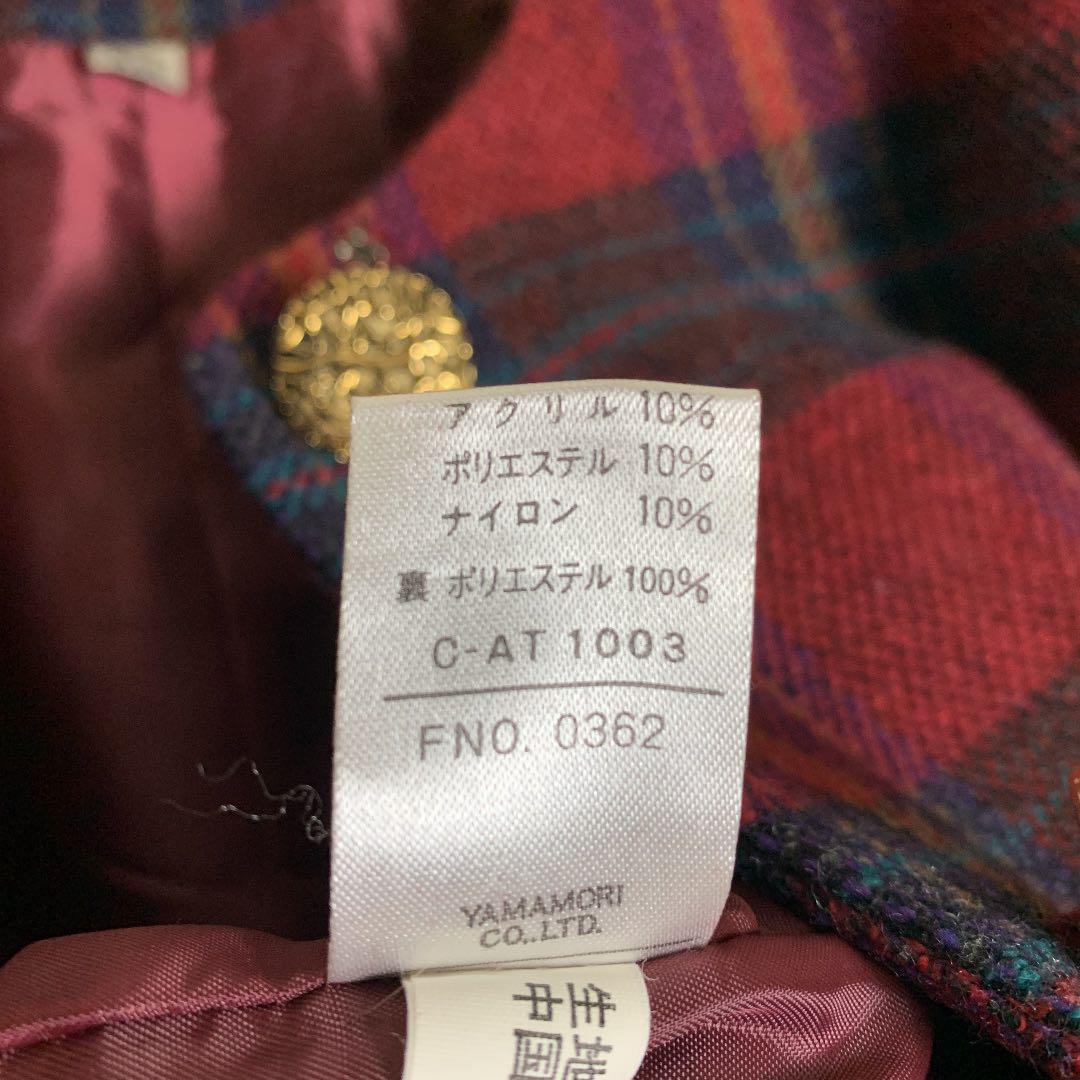 アクリル 10%
ポリエステル 10%
ナイロン 10%
裏 ポリエステル 100%
C-AT 1003
FNO. 0362
YAMAMORI
CO.,LTD.
生地
中国